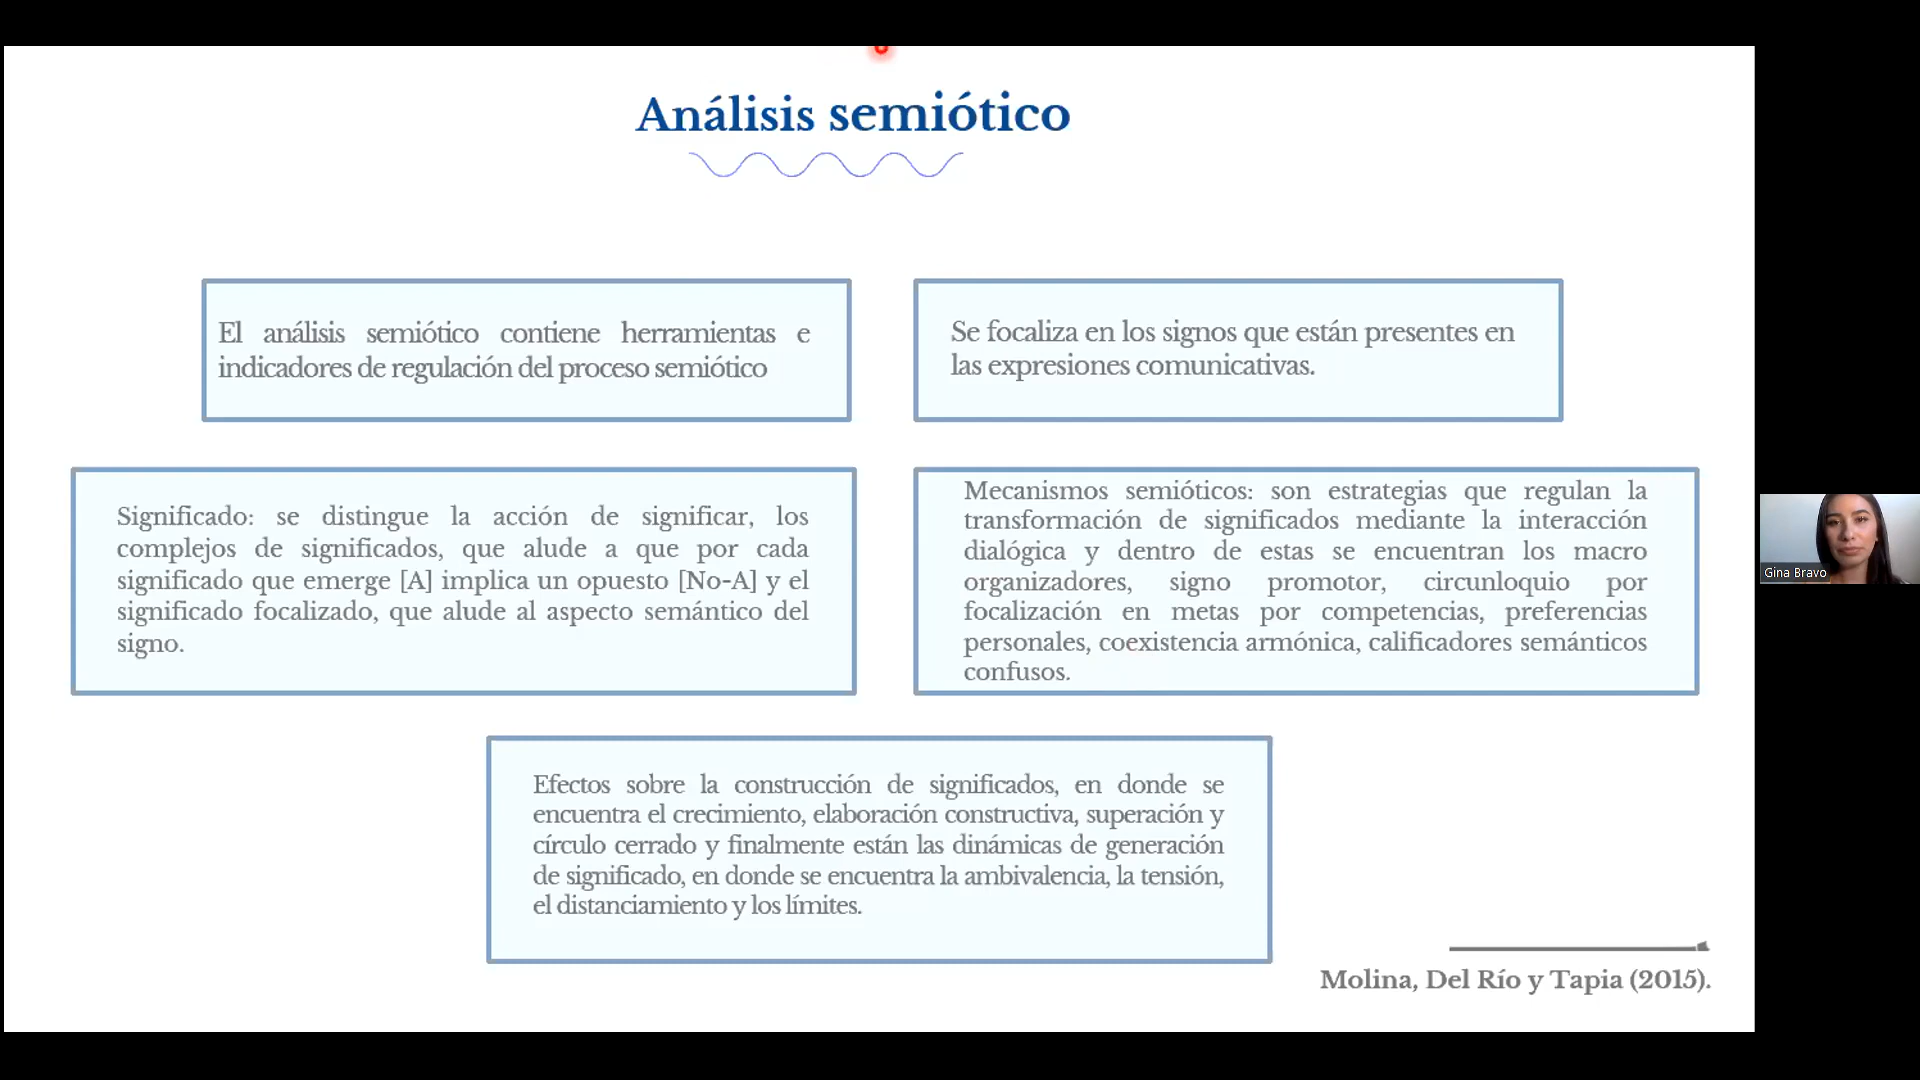 Análisis semiótico
El análisis semiótico contiene herramientas e
indicadores de regulación del proceso semiótico
Se focaliza en los signos que están presentes en
las expresiones comunicativas.
Significado: se distingue la acción de significar, los
complejos de significados, que alude a que por cada
significado que emerge [A] implica un opuesto [No-A] y el
significado focalizado, que alude al aspecto semántico del
signo.
Mecanismos semióticos: son estrategias que regulan la
transformación de significados mediante la interacción
dialógica y dentro de estas se encuentran los macro
organizadores, signo promotor, circunloquio por
focalización en metas por competencias, preferencias
personales, coexistencia armónica, calificadores semánticos
confusos.
Efectos sobre la construcción de significados, en donde se
encuentra el crecimiento, elaboración constructiva, superación y
círculo cerrado y finalmente están las dinámicas de generación
de significado, en donde se encuentra la ambivalencia, la tensión,
el distanciamiento y los límites.
Molina, Del Río y Tapia (2015).
Gina Bravo